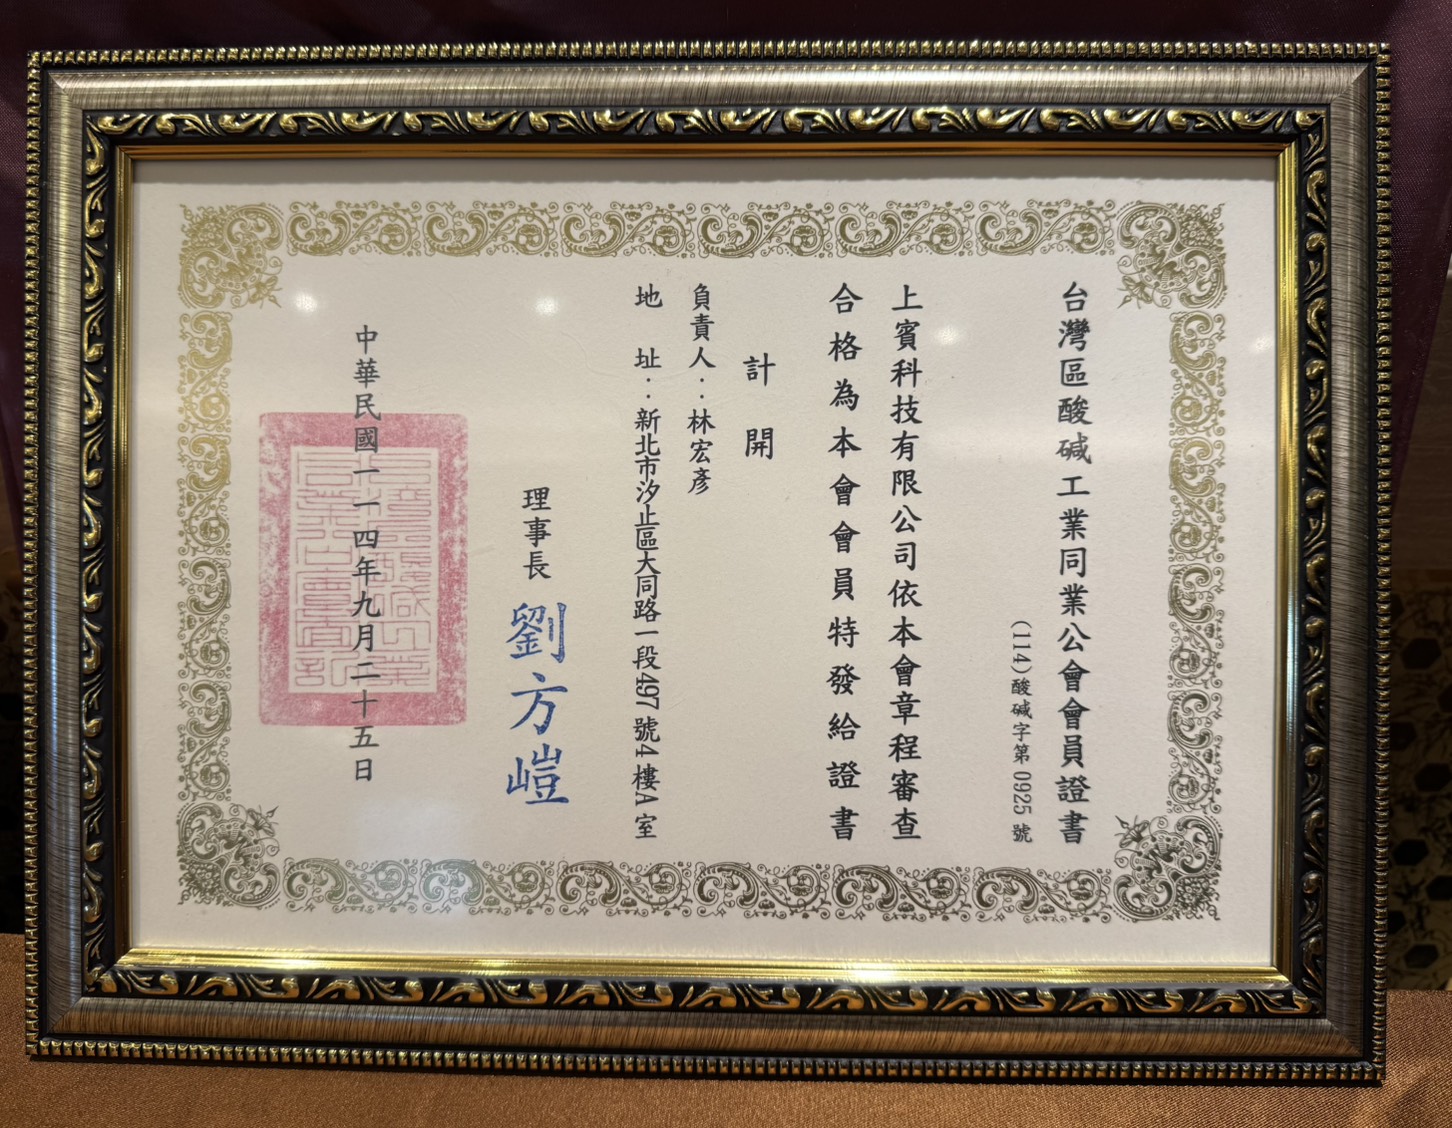 台灣區酸碱工業同業公會會員證書
(114)酸碱字第0925號
上賓科技有限公司依本會章程審查
合格為本會會員特發給證書
計開
負責人：林宏彥
地址：新北市汐止區大同路一段497號4樓A室
理事長 劉方嵦
中華民國一一四年九月二十五日